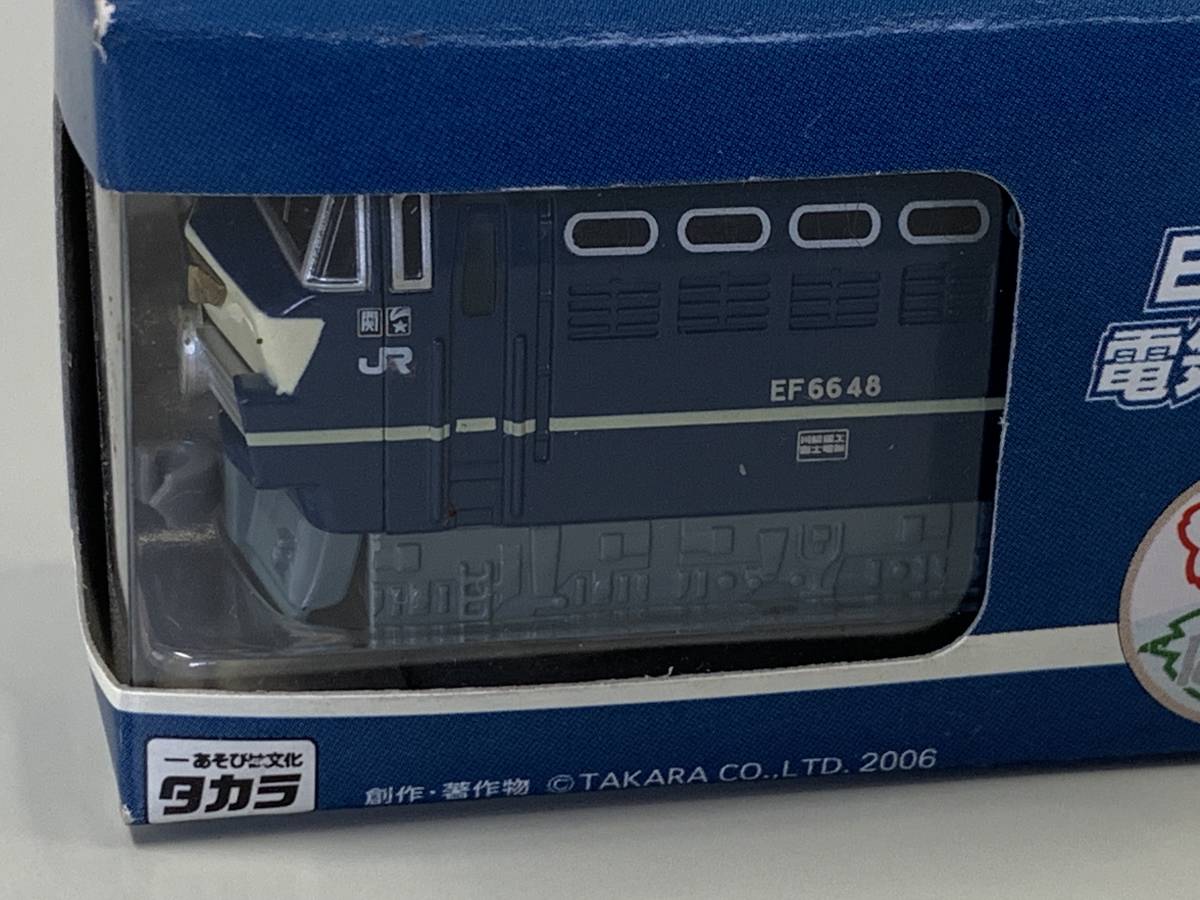 関
JR
EF6648
川崎重工
富士電機
電
一あそびは文化
タカラ
創作・著作物 ©TAKARA CO.,LTD. 2006